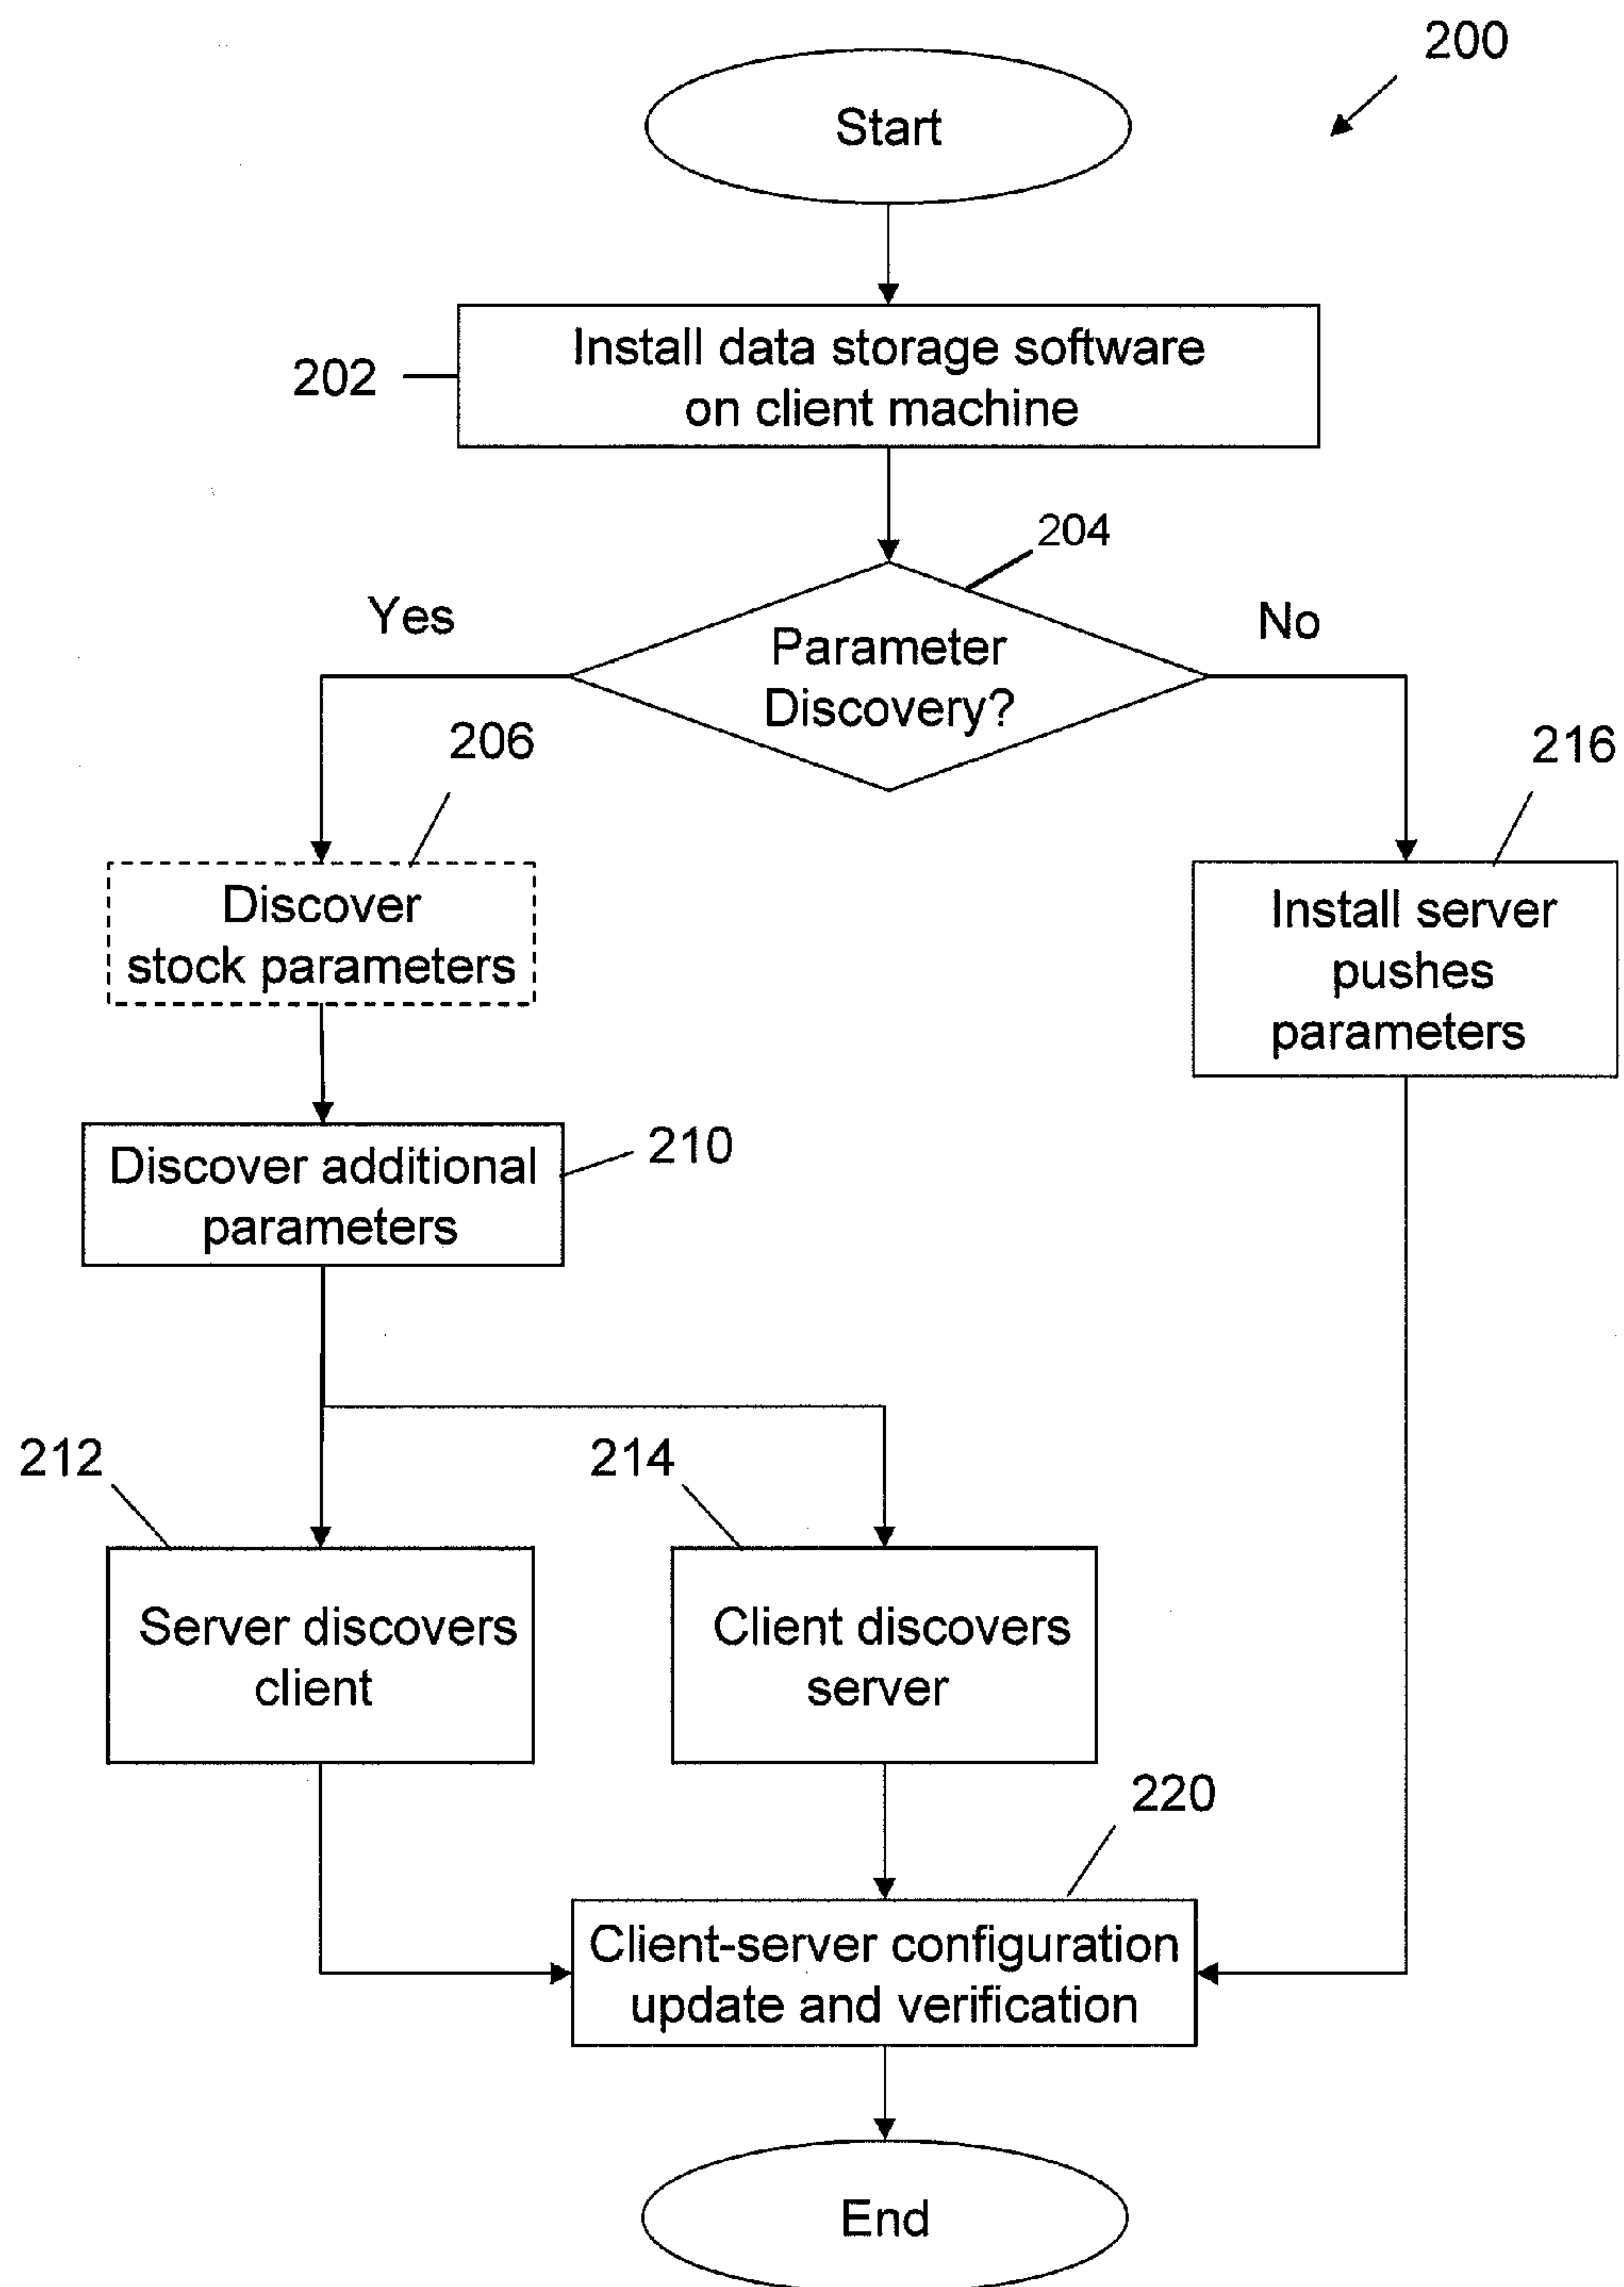 200
Start
Install data storage software
on client machine
202
204
Yes
No
Parameter
Discovery?
206
216
Discover
stock parameters
Install server
pushes
parameters
Discover additional
parameters
210
212
214
Server discovers
client
Client discovers
server
220
Client-server configuration
update and verification
End